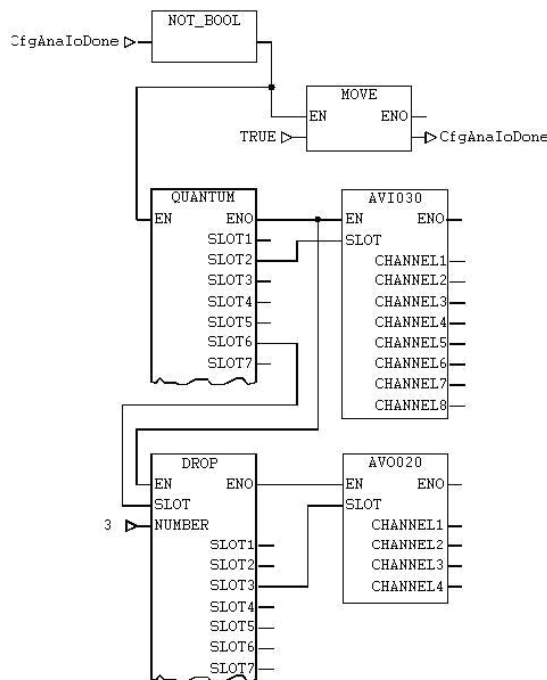 NOT_BOOL
CfgAnaIoDone
MOVE
EN ENO
TRUE CfgAnaIoDone
QUANTUM AVI030
EN ENO EN ENO
SLOT1 SLOT
SLOT2 CHANNEL1
SLOT3 CHANNEL2
SLOT4 CHANNEL3
SLOT5 CHANNEL4
SLOT6 CHANNEL5
SLOT7 CHANNEL6
CHANNEL7
CHANNEL8
DROP AVO020
EN ENO EN ENO
SLOT SLOT
3 NUMBER CHANNEL1
SLOT1 CHANNEL2
SLOT2 CHANNEL3
SLOT3 CHANNEL4
SLOT4
SLOT5
SLOT6
SLOT7